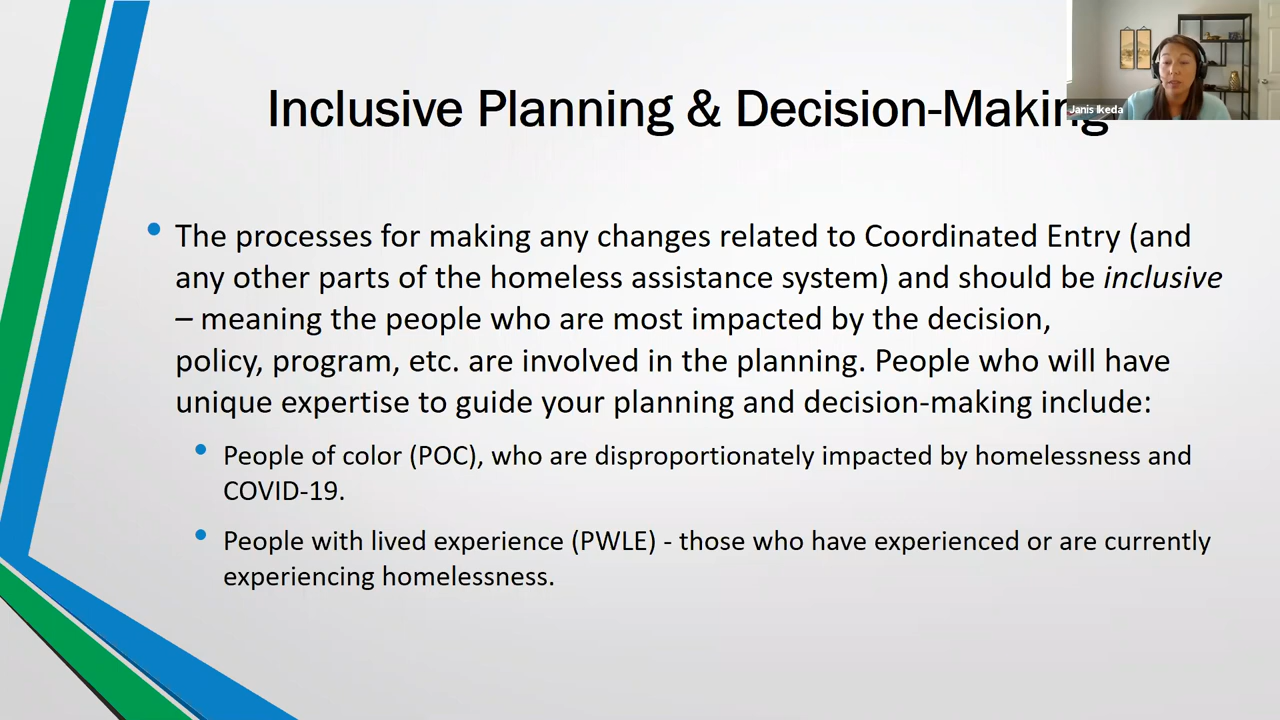 Inclusive Planning & Decision-Making
Janis Ikeda
The processes for making any changes related to Coordinated Entry (and
any other parts of the homeless assistance system) and should be inclusive
– meaning the people who are most impacted by the decision,
policy, program, etc. are involved in the planning. People who will have
unique expertise to guide your planning and decision-making include:
People of color (POC), who are disproportionately impacted by homelessness and
COVID-19.
People with lived experience (PWLE) - those who have experienced or are currently
experiencing homelessness.